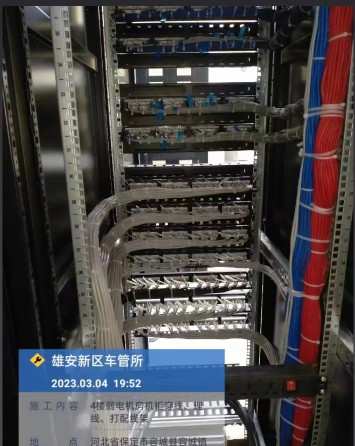 雄安新区车管所
2023.03.04 19:52
施工内容 4楼弱电机房机柜穿线、理
线、打配线架
地 点 河北省保定市容城县容城镇